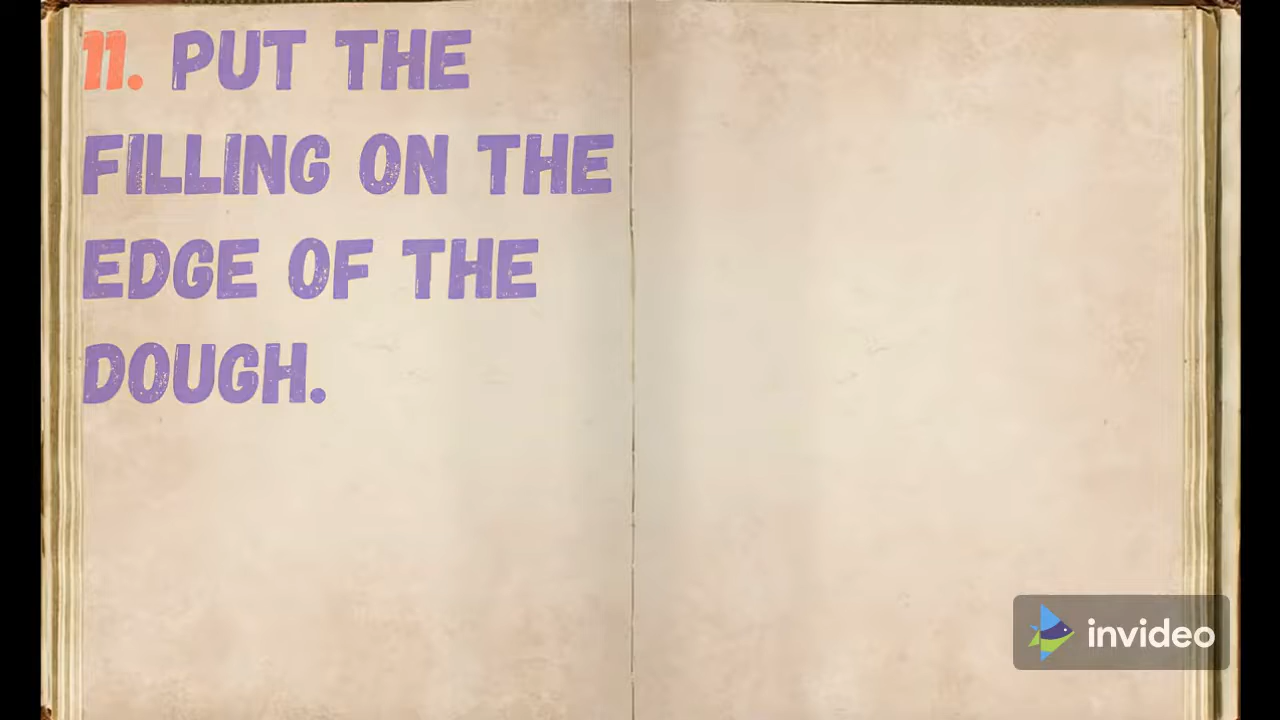 11. PUT THE
FILLING ON THE
EDGE OF THE
DOUGH.
invideo